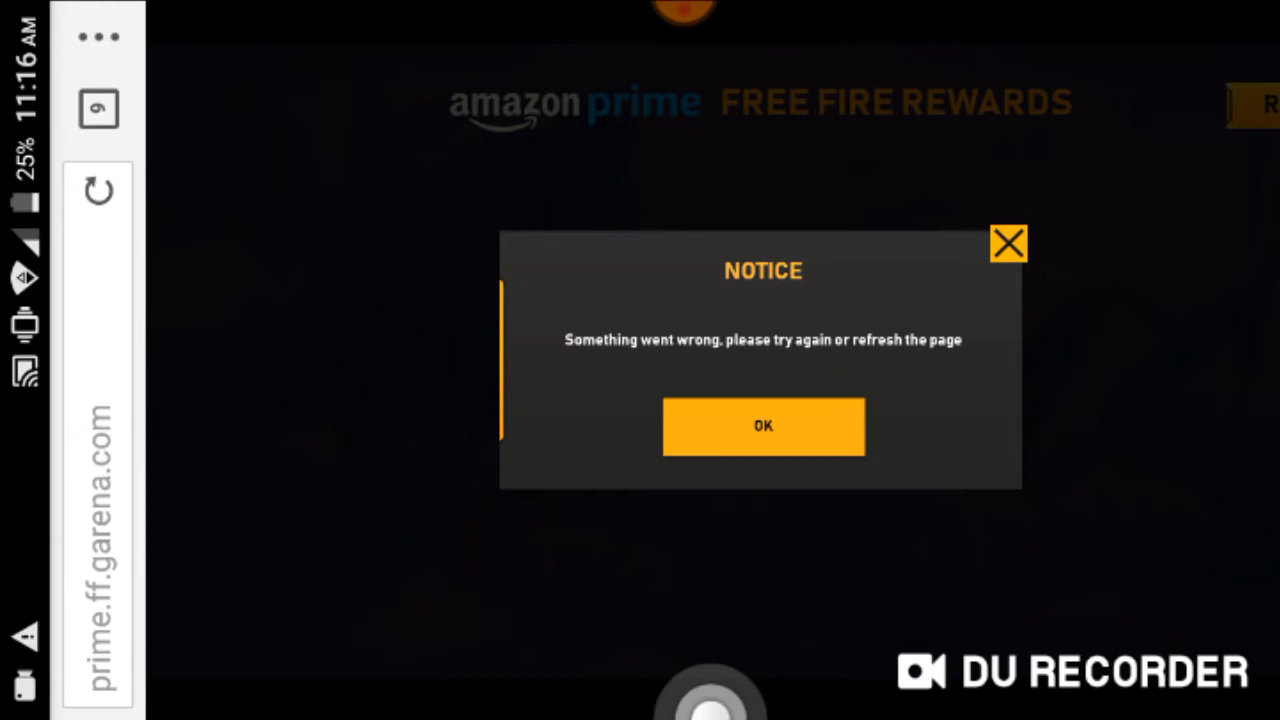 11:16 AM
25%
9
prime.ff.garena.com
amazon prime FREE FIRE REWARDS
R
NOTICE
Something went wrong, please try again or refresh the page
OK
DU RECORDER